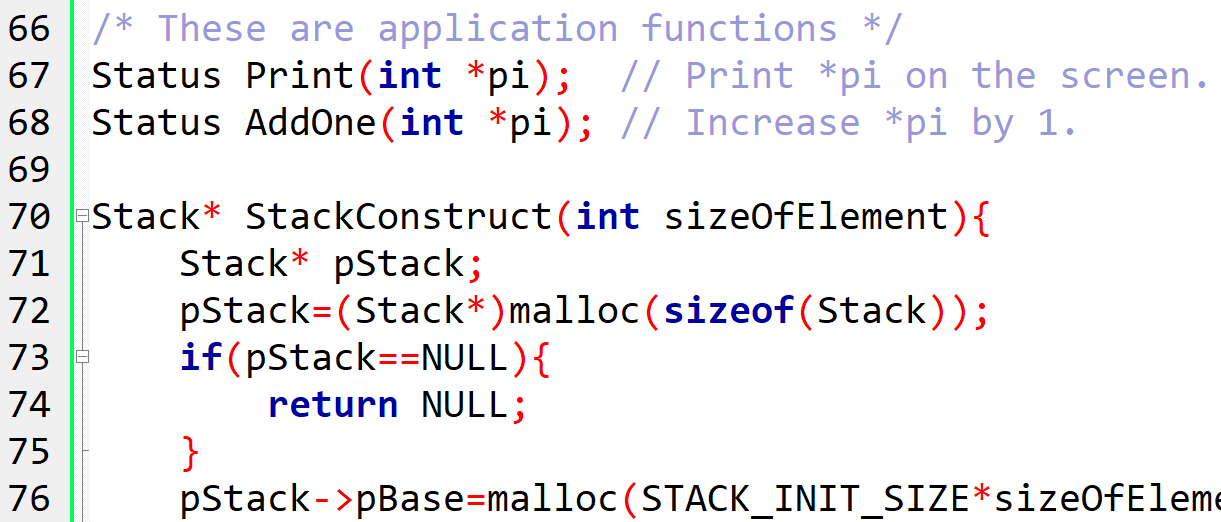 66 /* These are application functions */
67 Status Print(int *pi);  // Print *pi on the screen.
68 Status AddOne(int *pi); // Increase *pi by 1.
69
70 Stack* StackConstruct(int sizeOfElement){
71     Stack* pStack;
72     pStack=(Stack*)malloc(sizeof(Stack));
73     if(pStack==NULL){
74         return NULL;
75     }
76     pStack->pBase=malloc(STACK_INIT_SIZE*sizeOfEleme